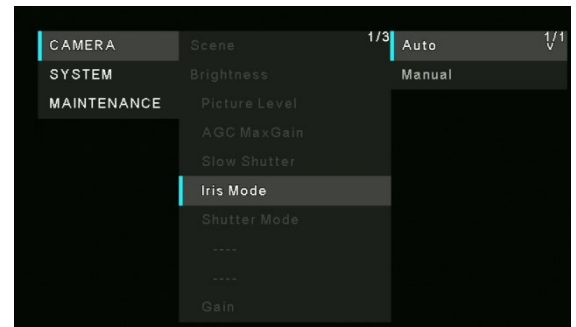 CAMERA
SYSTEM
MAINTENANCE
Scene 1/3
Brightness
Picture Level
AGC MaxGain
Slow Shutter
Iris Mode
Shutter Mode
----
----
Gain
Auto 1/1
Manual